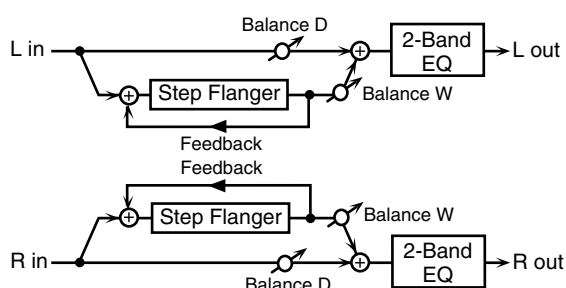 Balance D
L in
2-Band
EQ
L out
Step Flanger
Balance W
Feedback
Feedback
Step Flanger
Balance W
R in
2-Band
EQ
R out
Balance D